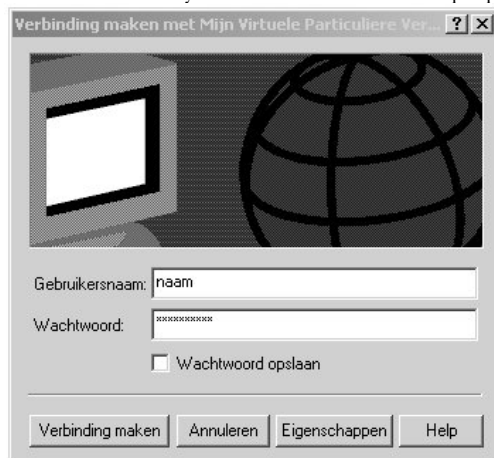 Verbinding maken met Mijn Virtuele Particuliere Ver... ? X
Gebruikersnaam: naam
Wachtwoord: **********
Wachtwoord opslaan
Verbinding maken Annuleren Eigenschappen Help